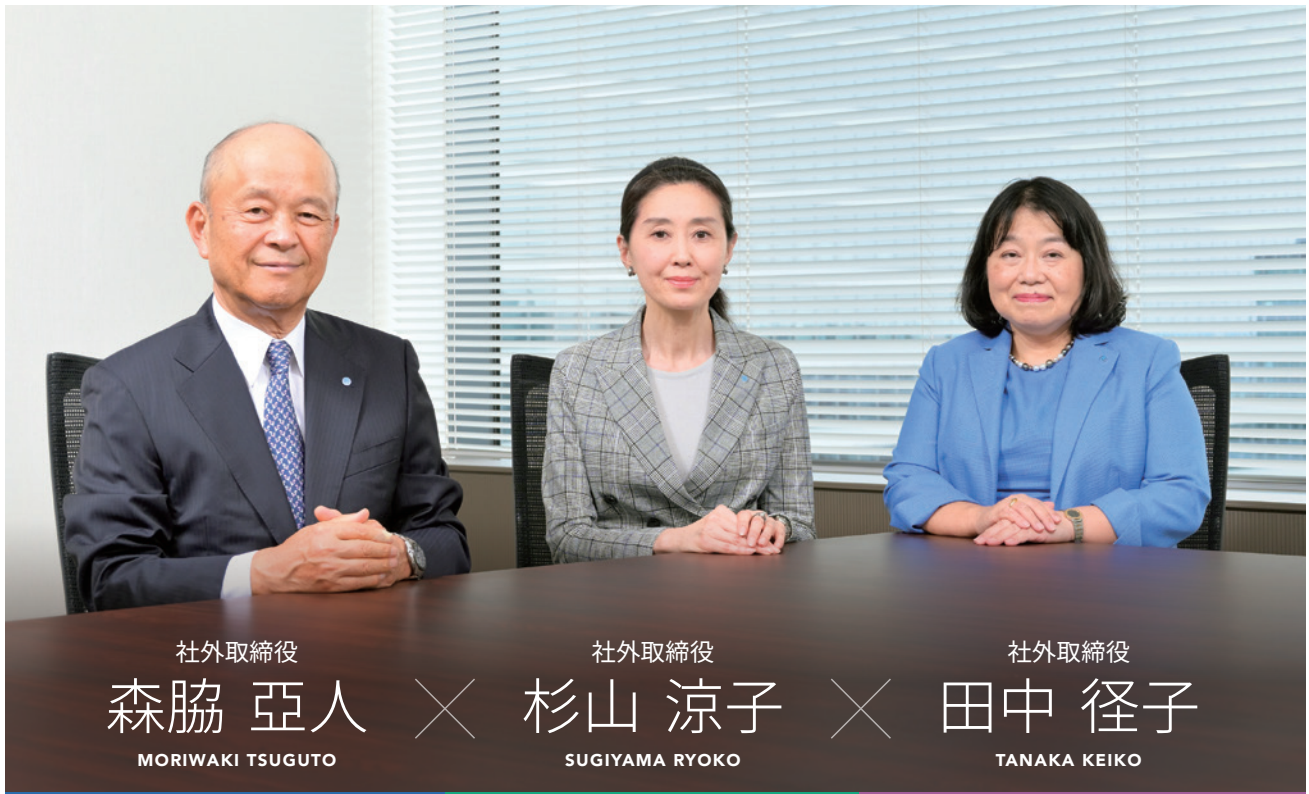 社外取締役
森脇 亞人
MORIWAKI TSUGUTO
×
社外取締役
杉山 涼子
SUGIYAMA RYOKO
×
社外取締役
田中 径子
TANAKA KEIKO